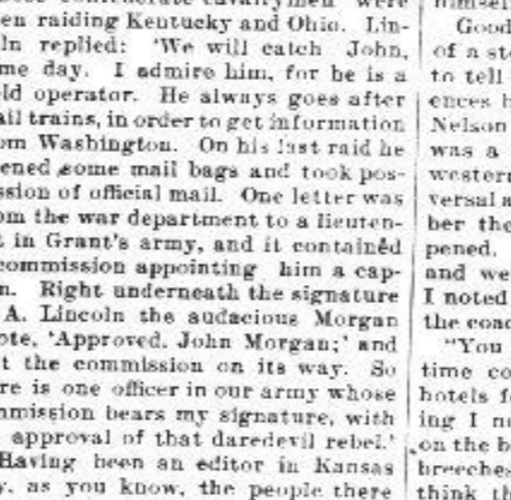 cavalrymen were
en raiding Kentucky and Ohio. Lin-
ln replied: 'We will catch John,
me day. I admire him, for he is a
ld operator. He always goes after
ail trains, in order to get information
om Washington. On his last raid he
ened some mail bags and took pos-
ssion of official mail. One letter was
om the war department to a lieuten-
t in Grant's army, and it contained
commission appointing him a cap-
n. Right underneath the signature
A. Lincoln the audacious Morgan
ote, 'Approved. John Morgan;' and
t the commission on its way. So
re is one officer in our army whose
mmission bears my signature, with
approval of that daredevil rebel.'
Having been an editor in Kansas
y, as you know, the people there
himself
Good
of a sto
to tell
ences h
Nelson
was a
western
versal a
ber the
pened.
and we
I noted
the coac
"You
time co
hotels f
ing I n
on the b
breeches
think th